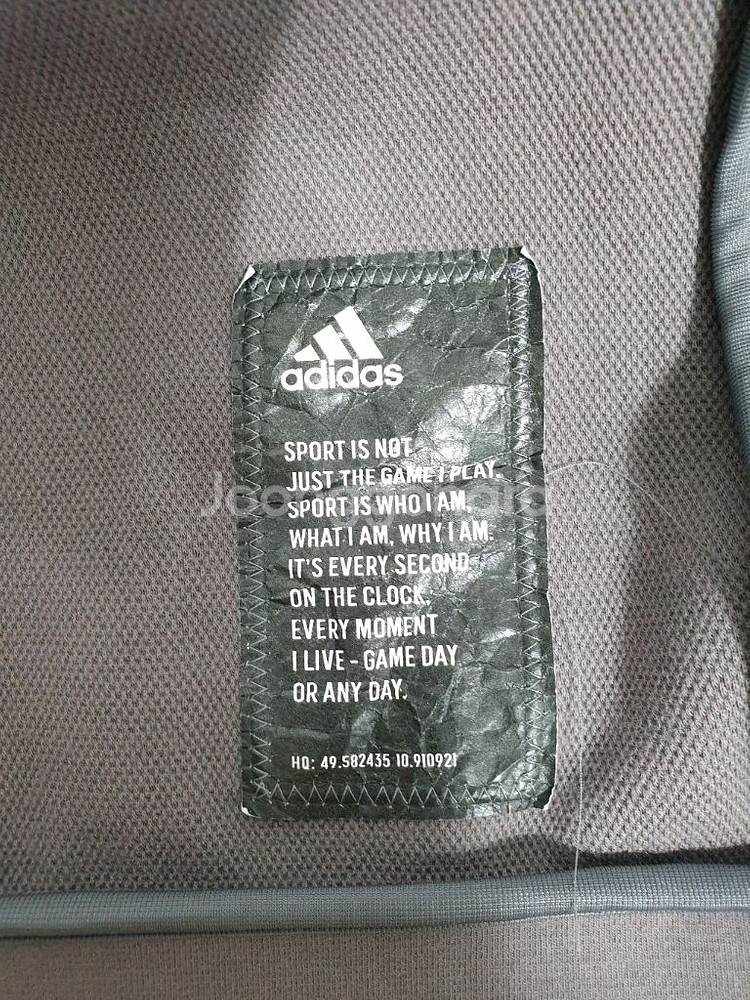 adidas
SPORT IS NOT
JUST THE GAME I PLAY.
SPORT IS WHO I AM,
WHAT I AM, WHY I AM.
IT'S EVERY SECOND
ON THE CLOCK,
EVERY MOMENT
I LIVE - GAME DAY
OR ANY DAY.
HQ: 49.582435 10.910921